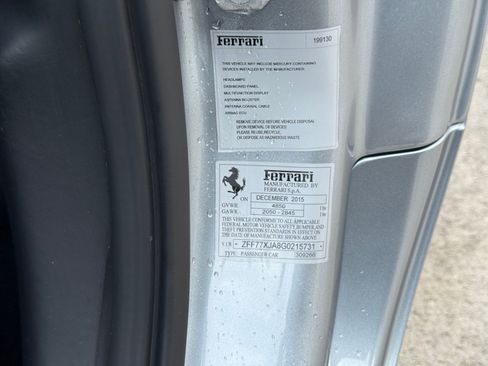 Ferrari 199130
THIS VEHICLE MAY INCLUDE MERCURY-CONTAINING
DEVICES INSTALLED BY THE MANUFACTURER:
HEADLAMPS
DASHBOARD PANEL
MULTIFUNCTION DISPLAY
ANTENNA BOOSTER
ANTENNA COAXIAL CABLE
AIRBAG ECU
REMOVE DEVICE BEFORE VEHICLE DISPOSAL
UPON REMOVAL OF DEVICES
PLEASE REUSE, RECYCLE
OR DISPOSE AS HAZARDOUS WASTE
Ferrari
MANUFACTURED BY
FERRARI S.p.A.
ON DECEMBER 2015
GVWR 4850 lbs
GAWR 2050 - 2845 lbs
THIS VEHICLE CONFORMS TO ALL APPLICABLE
FEDERAL MOTOR VEHICLE SAFETY, BUMPER, AND
THEFT PREVENTION STANDARDS IN EFFECT ON
THE DATE OF MANUFACTURE SHOWN ABOVE
V.I.N ZFF77XJA8G0215731
TYPE: PASSENGER CAR 309266